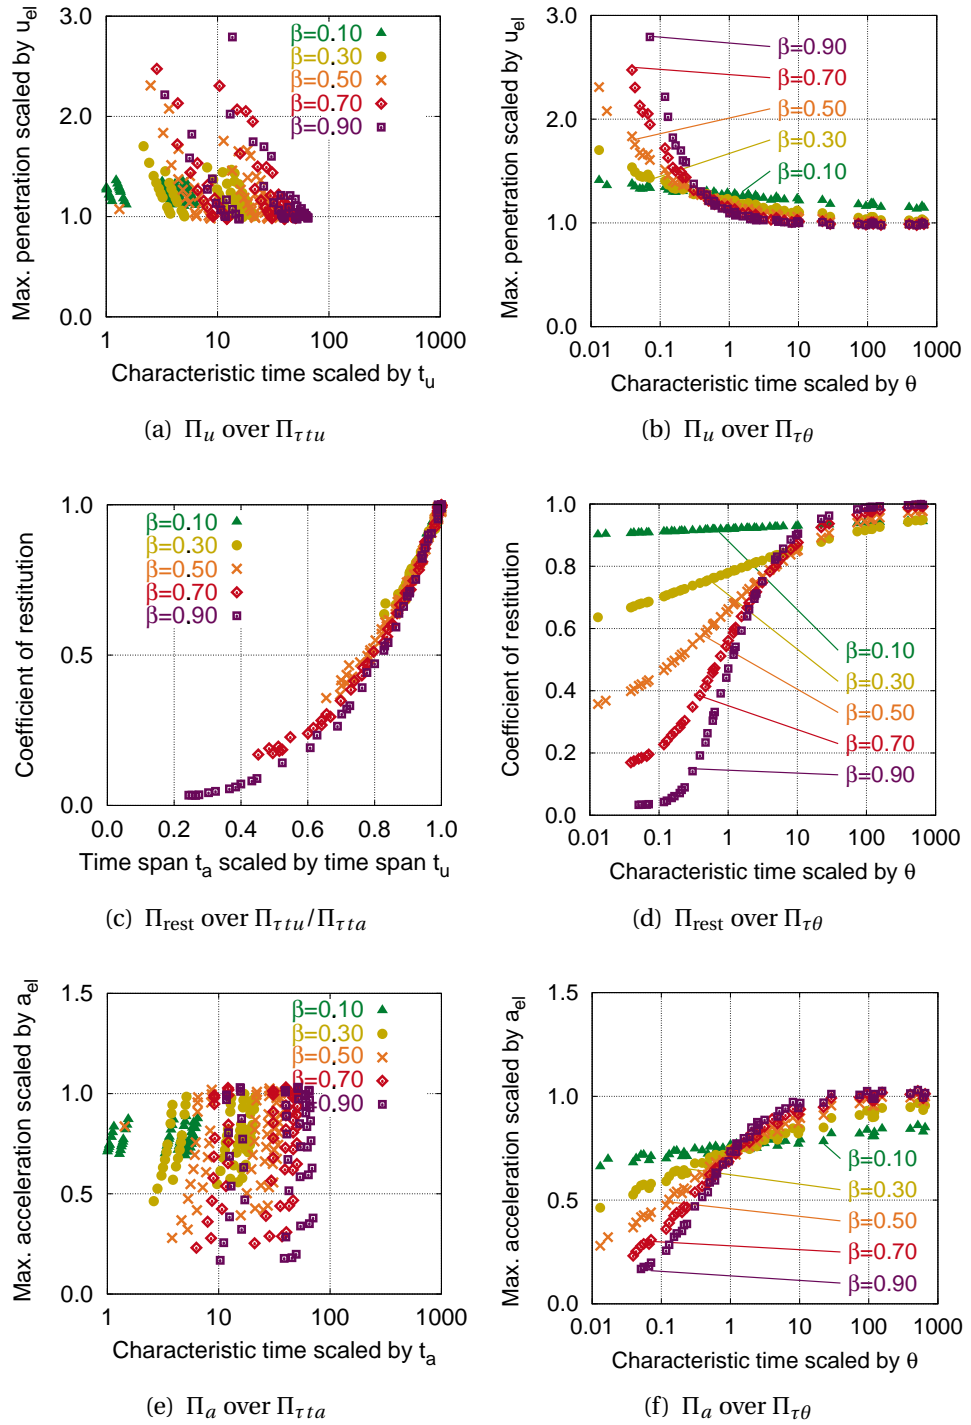 Max. penetration scaled by u_el
3.0
2.0
1.0
0.0
β=0.10
β=0.30
β=0.50
β=0.70
β=0.90
1 10 100 1000
Characteristic time scaled by t_u
(a) Π_u over Π_τtu
Max. penetration scaled by u_el
3.0
2.0
1.0
0.0
β=0.90
β=0.70
β=0.50
β=0.30
β=0.10
0.01 0.1 1 10 100 1000
Characteristic time scaled by θ
(b) Π_u over Π_τθ
Coefficient of restitution
1.0
0.5
0.0
β=0.10
β=0.30
β=0.50
β=0.70
β=0.90
0.0 0.2 0.4 0.6 0.8 1.0
Time span t_a scaled by time span t_u
(c) Π_rest over Π_τtu/Π_τta
Coefficient of restitution
1.0
0.8
0.6
0.4
0.2
0.0
β=0.10
β=0.30
β=0.50
β=0.70
β=0.90
0.01 0.1 1 10 100 1000
Characteristic time scaled by θ
(d) Π_rest over Π_τθ
Max. acceleration scaled by a_el
1.5
1.0
0.5
0.0
β=0.10
β=0.30
β=0.50
β=0.70
β=0.90
1 10 100 1000
Characteristic time scaled by t_a
(e) Π_a over Π_τta
Max. acceleration scaled by a_el
1.5
1.0
0.5
0.0
β=0.10
β=0.30
β=0.50
β=0.70
β=0.90
0.01 0.1 1 10 100 1000
Characteristic time scaled by θ
(f) Π_a over Π_τθ